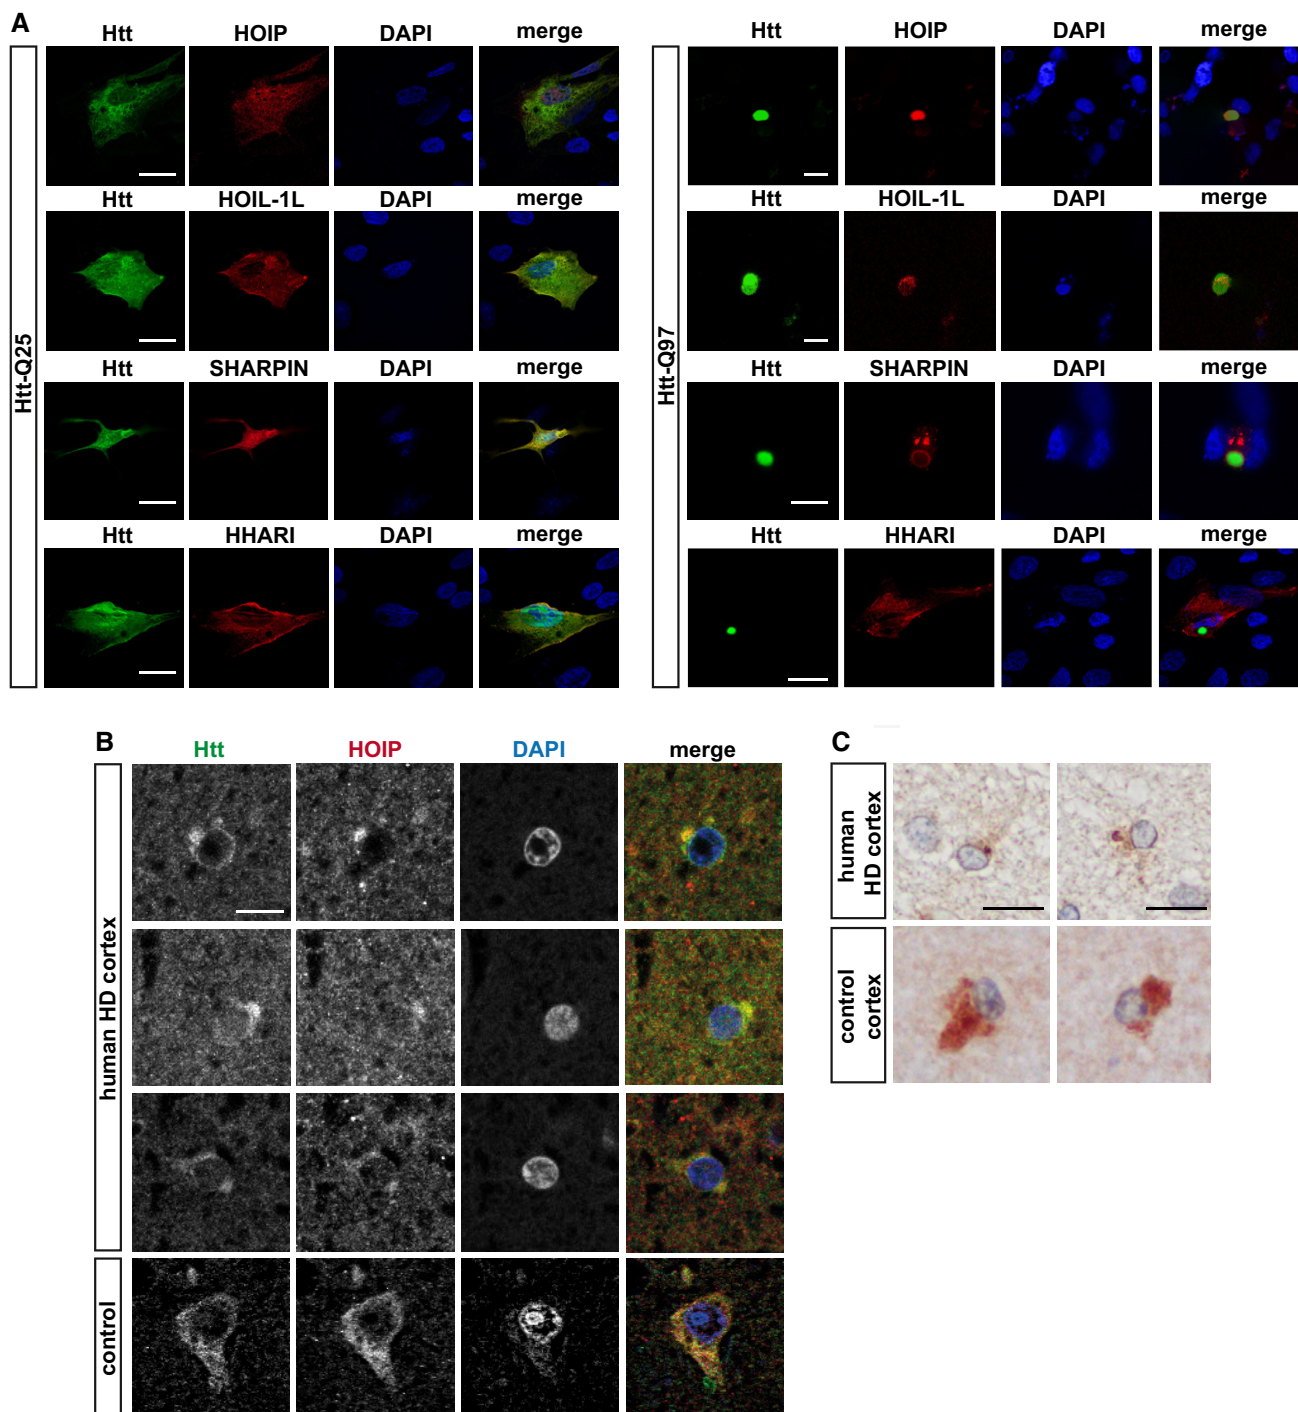 A
Htt HOIP DAPI merge
Htt HOIL-1L DAPI merge
Htt SHARPIN DAPI merge
Htt HHARI DAPI merge
Htt-Q25
Htt HOIP DAPI merge
Htt HOIL-1L DAPI merge
Htt SHARPIN DAPI merge
Htt HHARI DAPI merge
Htt-Q97
B
Htt HOIP DAPI merge
human HD cortex
control
C
human
HD cortex
control
cortex